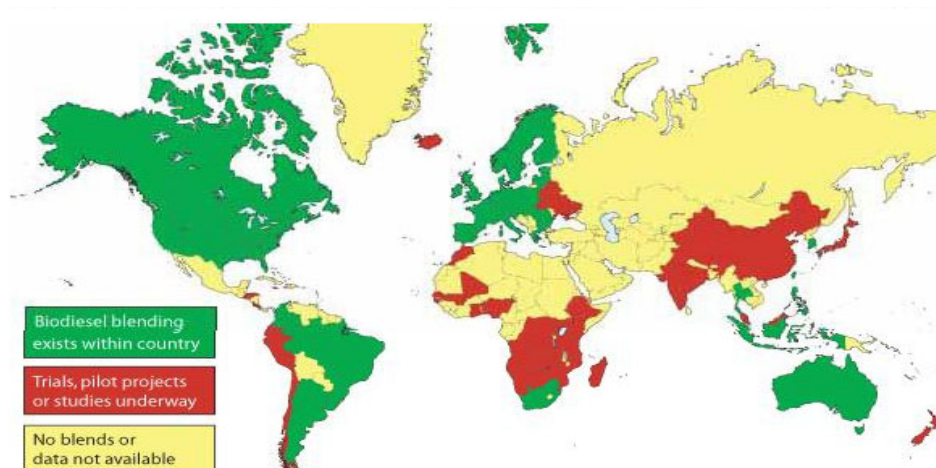 Biodiesel blending
exists within country
Trials, pilot projects
or studies underway
No blends or
data not available